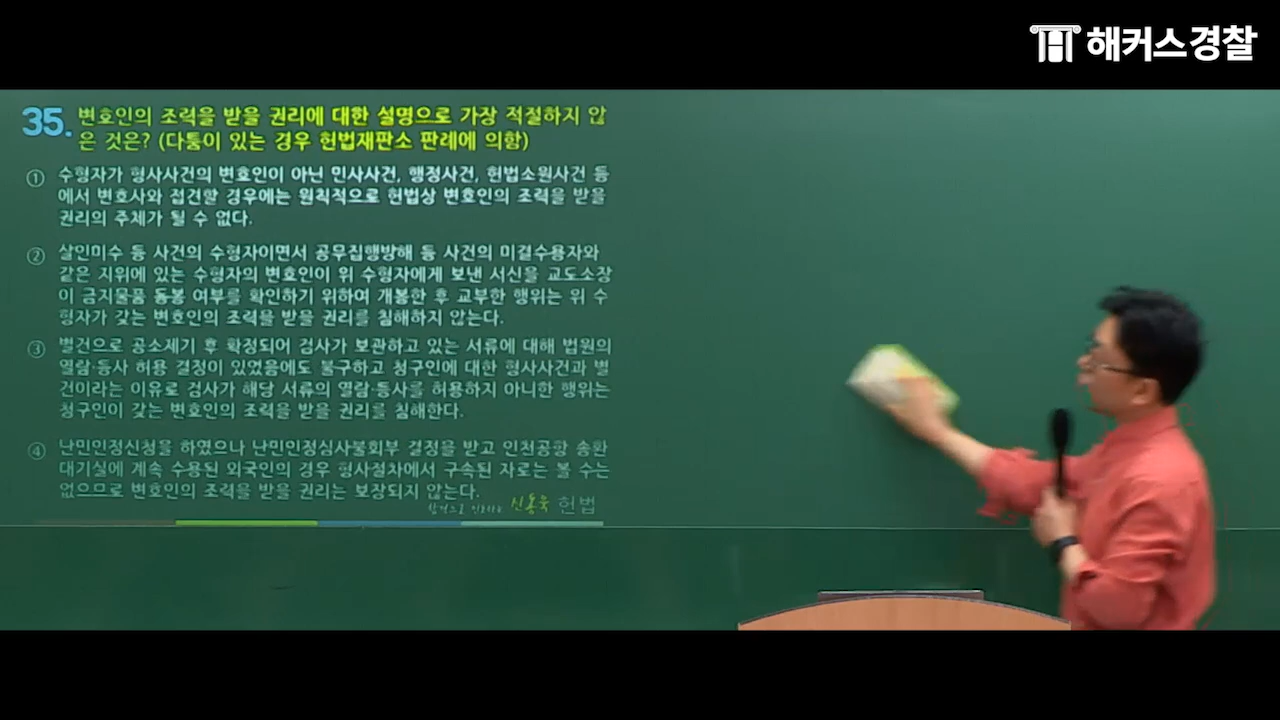 해커스경찰
35. 변호인의 조력을 받을 권리에 대한 설명으로 가장 적절하지 않
은 것은? (다툼이 있는 경우 헌법재판소 판례에 의함)
① 수형자가 형사사건의 변호인이 아닌 민사사건, 행정사건, 헌법소원사건 등
에서 변호사와 접견할 경우에는 원칙적으로 헌법상 변호인의 조력을 받을
권리의 주체가 될 수 없다.
② 살인미수 등 사건의 수형자이면서 공무집행방해 등 사건의 미결수용자와
같은 지위에 있는 수형자의 변호인이 위 수형자에게 보낸 서신을 교도소장
이 금지물품 동봉 여부를 확인하기 위하여 개봉한 후 교부한 행위는 위 수
형자가 갖는 변호인의 조력을 받을 권리를 침해하지 않는다.
③ 별건으로 공소제기 후 확정되어 검사가 보관하고 있는 서류에 대해 법원의
열람·등사 허용 결정이 있었음에도 불구하고 청구인에 대한 형사사건과 별
건이라는 이유로 검사가 해당 서류의 열람·등사를 허용하지 아니한 행위는
청구인이 갖는 변호인의 조력을 받을 권리를 침해한다.
④ 난민인정신청을 하였으나 난민인정심사불회부 결정을 받고 인천공항 송환
대기실에 계속 수용된 외국인의 경우 형사절차에서 구속된 자로는 볼 수는
없으므로 변호인의 조력을 받을 권리는 보장되지 않는다.
신동욱 헌법